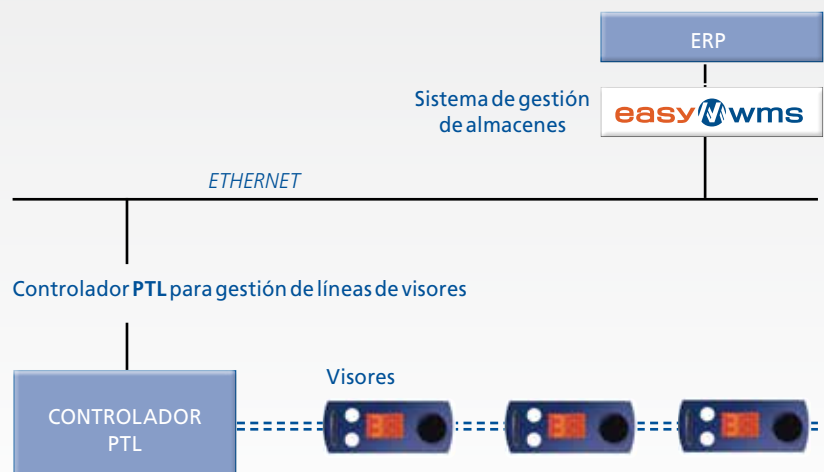 ERP
Sistema de gestión
de almacenes
easy wms
ETHERNET
Controlador PTL para gestión de líneas de visores
Visores
CONTROLADOR
PTL